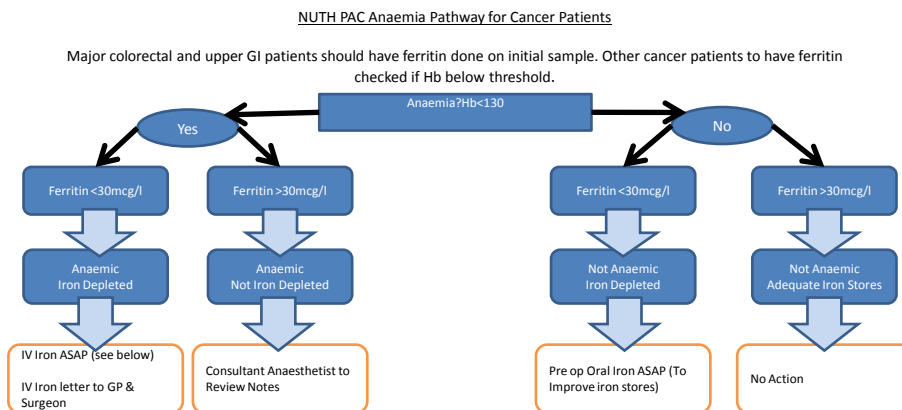 NUTH PAC Anaemia Pathway for Cancer Patients
Major colorectal and upper GI patients should have ferritin done on initial sample. Other cancer patients to have ferritin
checked if Hb below threshold.
Anaemia?Hb<130
Yes
No
Ferritin <30mcg/l
Ferritin >30mcg/l
Ferritin <30mcg/l
Ferritin >30mcg/l
Anaemic
Iron Depleted
Anaemic
Not Iron Depleted
Not Anaemic
Iron Depleted
Not Anaemic
Adequate Iron Stores
IV Iron ASAP (see below)
IV Iron letter to GP &
Surgeon
Consultant Anaesthetist to
Review Notes
Pre op Oral Iron ASAP (To
Improve iron stores)
No Action